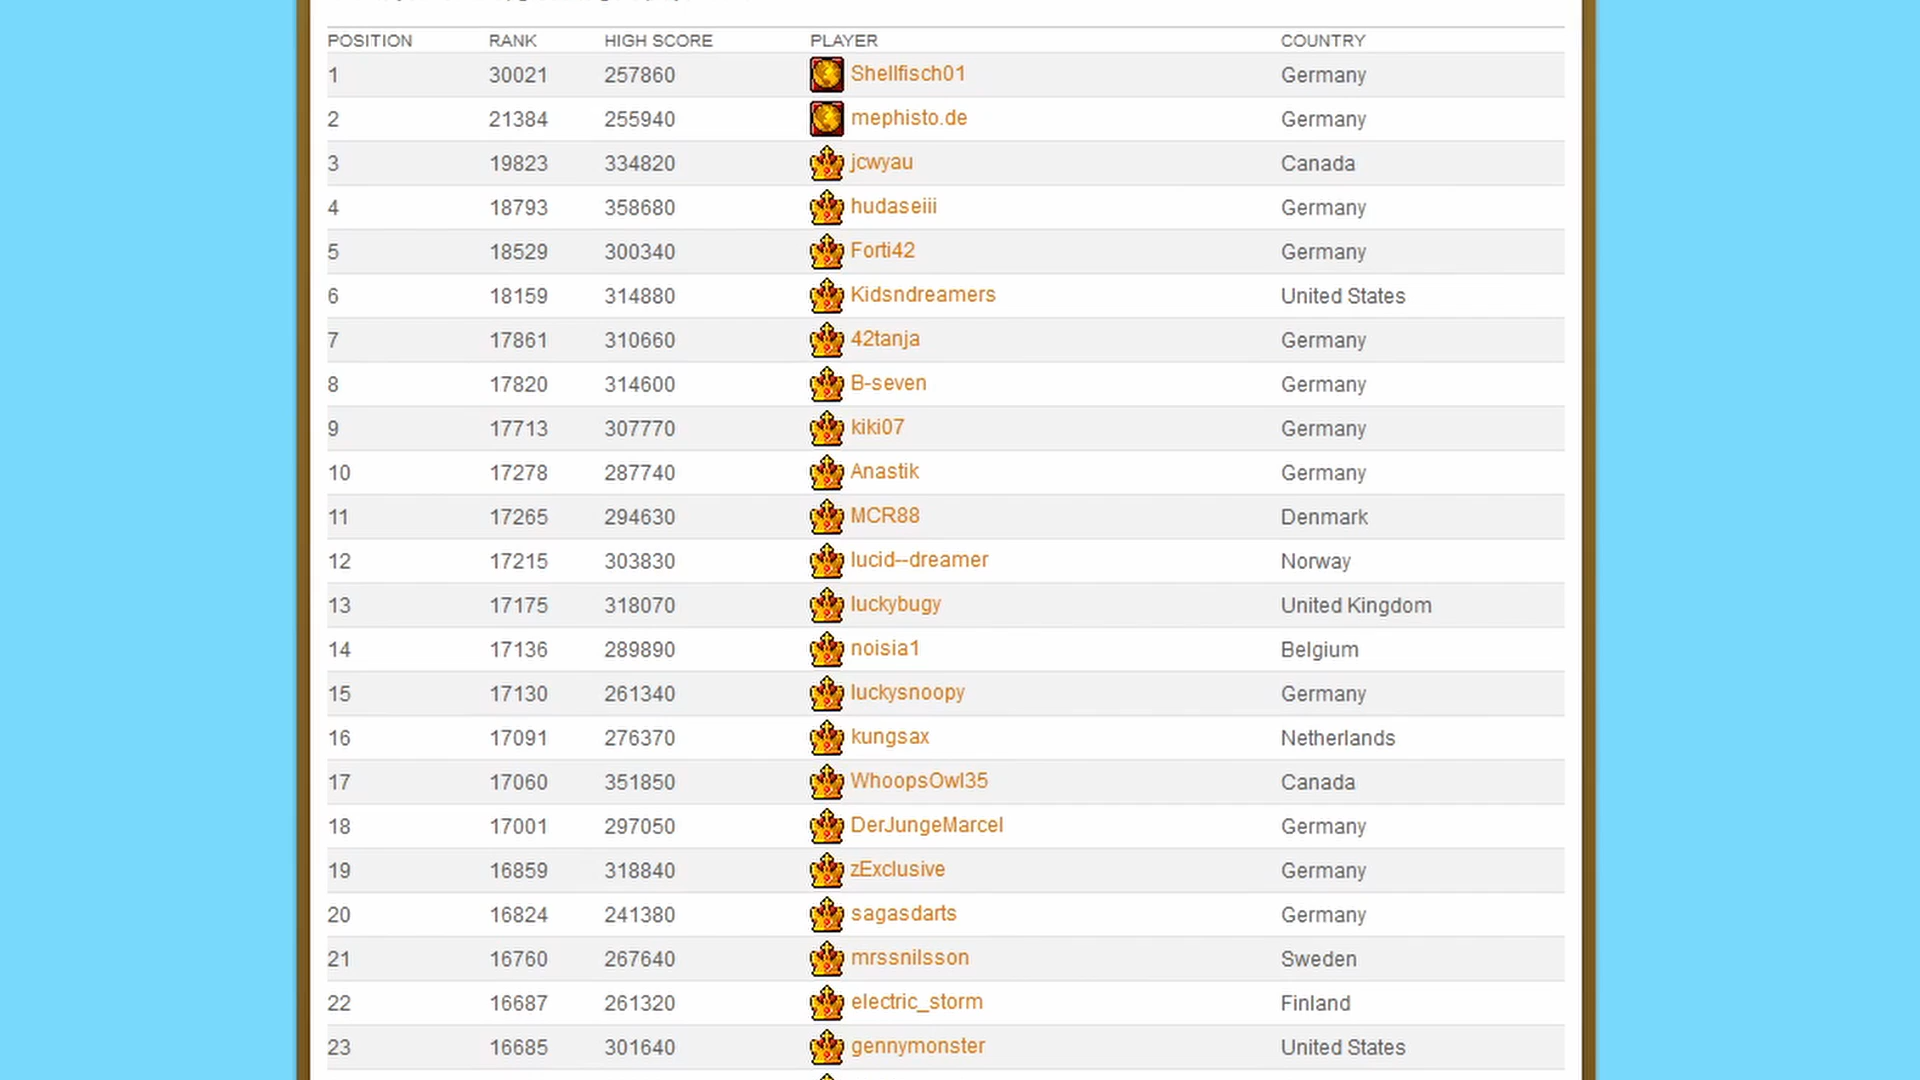 POSITION RANK HIGH SCORE PLAYER COUNTRY
1 30021 257860 Shellfisch01 Germany
2 21384 255940 mephisto.de Germany
3 19823 334820 jcwyau Canada
4 18793 358680 hudaseiii Germany
5 18529 300340 Forti42 Germany
6 18159 314880 Kidsndreamers United States
7 17861 310660 42tanja Germany
8 17820 314600 B-seven Germany
9 17713 307770 kiki07 Germany
10 17278 287740 Anastik Germany
11 17265 294630 MCR88 Denmark
12 17215 303830 lucid--dreamer Norway
13 17175 318070 luckybugy United Kingdom
14 17136 289890 noisia1 Belgium
15 17130 261340 luckysnoopy Germany
16 17091 276370 kungsax Netherlands
17 17060 351850 WhoopsOwl35 Canada
18 17001 297050 DerJungeMarcel Germany
19 16859 318840 zExclusive Germany
20 16824 241380 sagasdarts Germany
21 16760 267640 mrssnilsson Sweden
22 16687 261320 electric_storm Finland
23 16685 301640 gennymonster United States